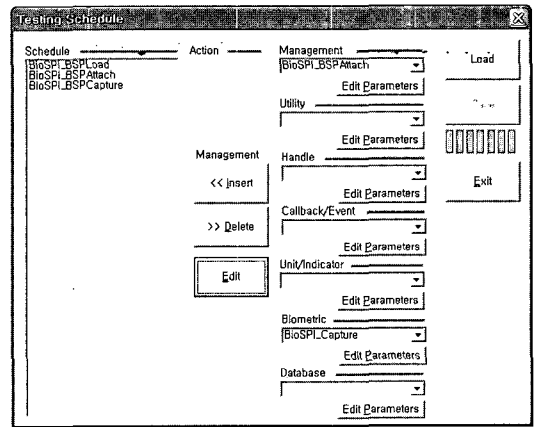 Testing Schedule
Schedule
BioSPI_BSPLoad
BioSPI_BSPAttach
BioSPI_BSPCapture
Action
Management
<< Insert
>> Delete
Edit
Management
BioSPI_BSPAttach
Edit Parameters
Utility
Edit Parameters
Handle
Edit Parameters
Callback/Event
Edit Parameters
Unit/Indicator
Edit Parameters
Biometric
BioSPI_Capture
Edit Parameters
Database
Edit Parameters
Load
Exit